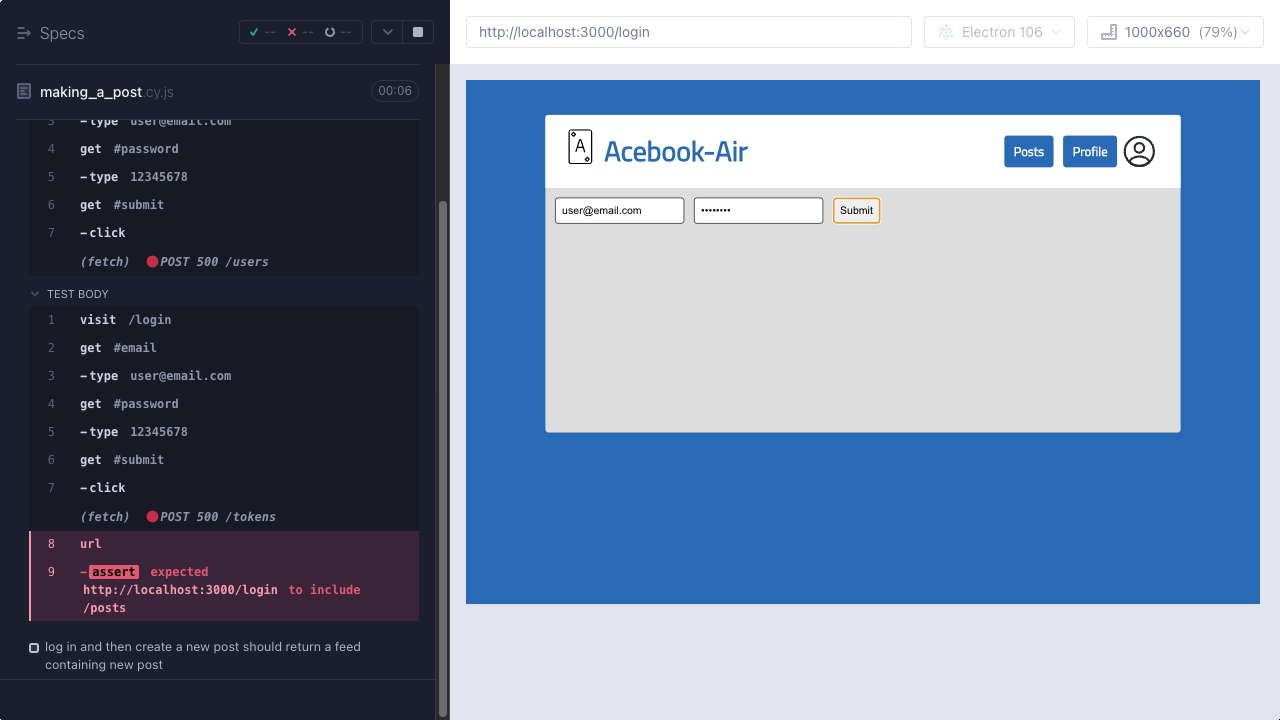 Specs
-- -- --
making_a_post.cy.js 00:06
3 -type user@email.com
4 get #password
5 -type 12345678
6 get #submit
7 -click
(fetch) POST 500 /users
TEST BODY
1 visit /login
2 get #email
3 -type user@email.com
4 get #password
5 -type 12345678
6 get #submit
7 -click
(fetch) POST 500 /tokens
8 url
9 -assert expected
http://localhost:3000/login to include
/posts
log in and then create a new post should return a feed
containing new post
http://localhost:3000/login
Electron 106
1000x660 (79%)
A
Acebook-Air
Posts
Profile
user@email.com
••••••••
Submit